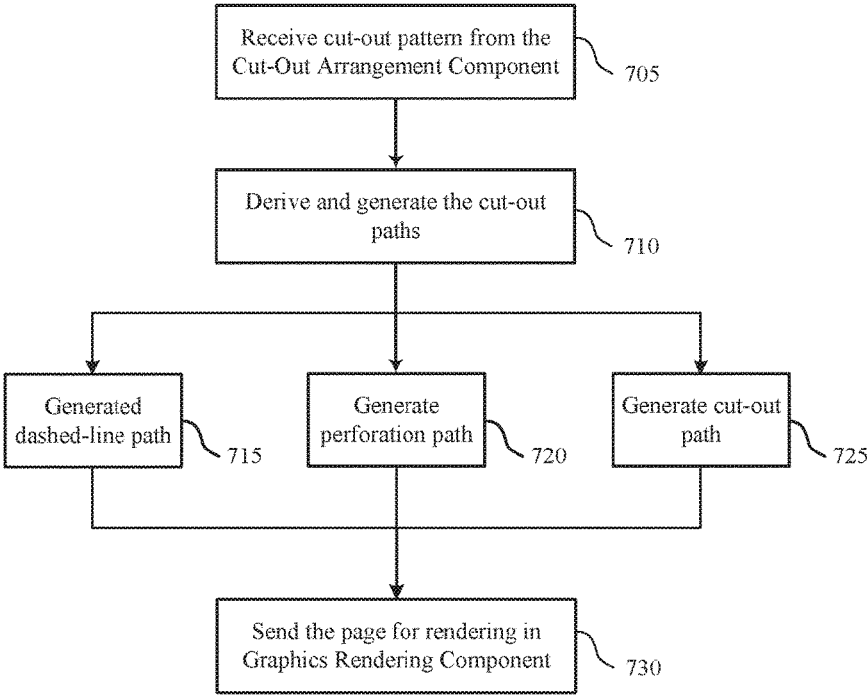 Receive cut-out pattern from the
Cut-Out Arrangement Component
705
Derive and generate the cut-out
paths
710
Generated
dashed-line path
715
Generate
perforation path
720
Generate cut-out
path
725
Send the page for rendering in
Graphics Rendering Component
730